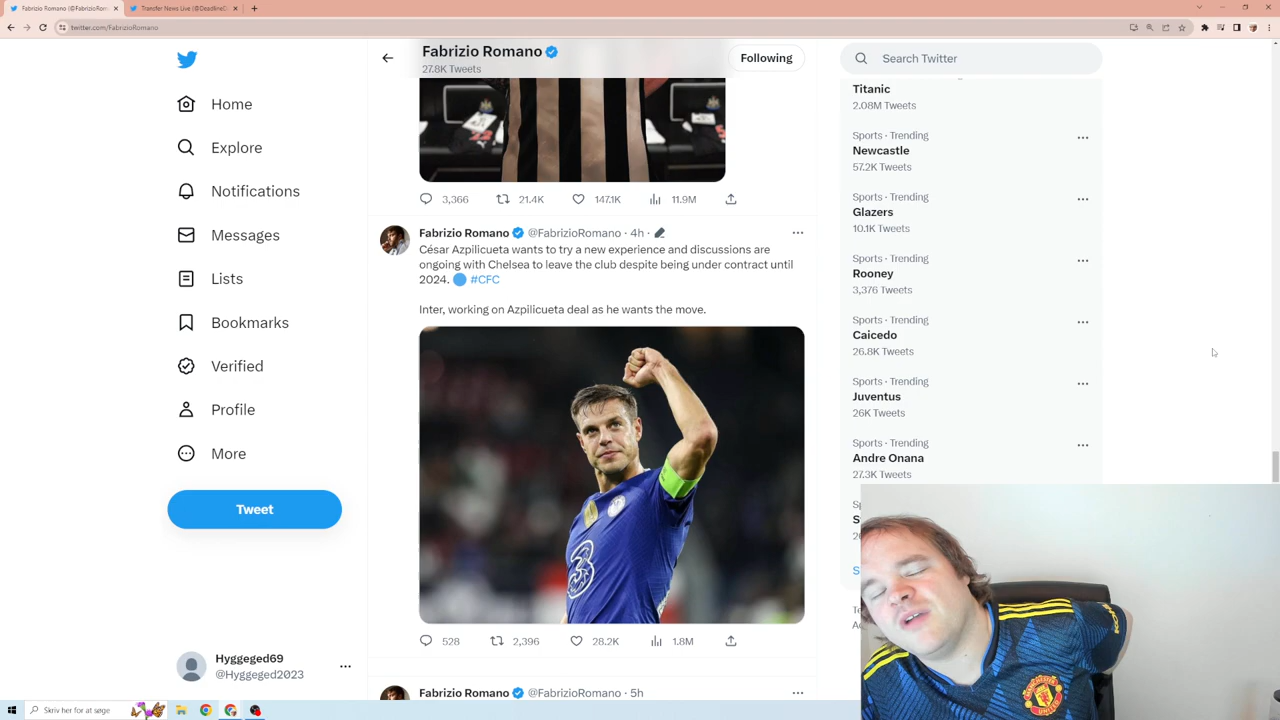 Fabrizio Romano (@FabrizioRom
Transfer News Live (@DeadlineD
twitter.com/FabrizioRomano
Home
Explore
Notifications
Messages
Lists
Bookmarks
Verified
Profile
More
Tweet
Hyggeged69
@Hyggeged2023
Fabrizio Romano
27.8K Tweets
Following
3,366
21.4K
147.1K
11.9M
Fabrizio Romano @FabrizioRomano · 4h ·
César Azpilicueta wants to try a new experience and discussions are
ongoing with Chelsea to leave the club despite being under contract until
2024. #CFC
Inter, working on Azpilicueta deal as he wants the move.
3
528
2,396
28.2K
1.8M
Fabrizio Romano @FabrizioRomano · 5h
Search Twitter
Titanic
2.08M Tweets
Sports · Trending
Newcastle
57.2K Tweets
Sports · Trending
Glazers
10.1K Tweets
Sports · Trending
Rooney
3,376 Tweets
Sports · Trending
Caicedo
26.8K Tweets
Sports · Trending
Juventus
26K Tweets
Sports · Trending
Andre Onana
27.3K Tweets
MANCHESTER
UNITED
Skriv her for at søge